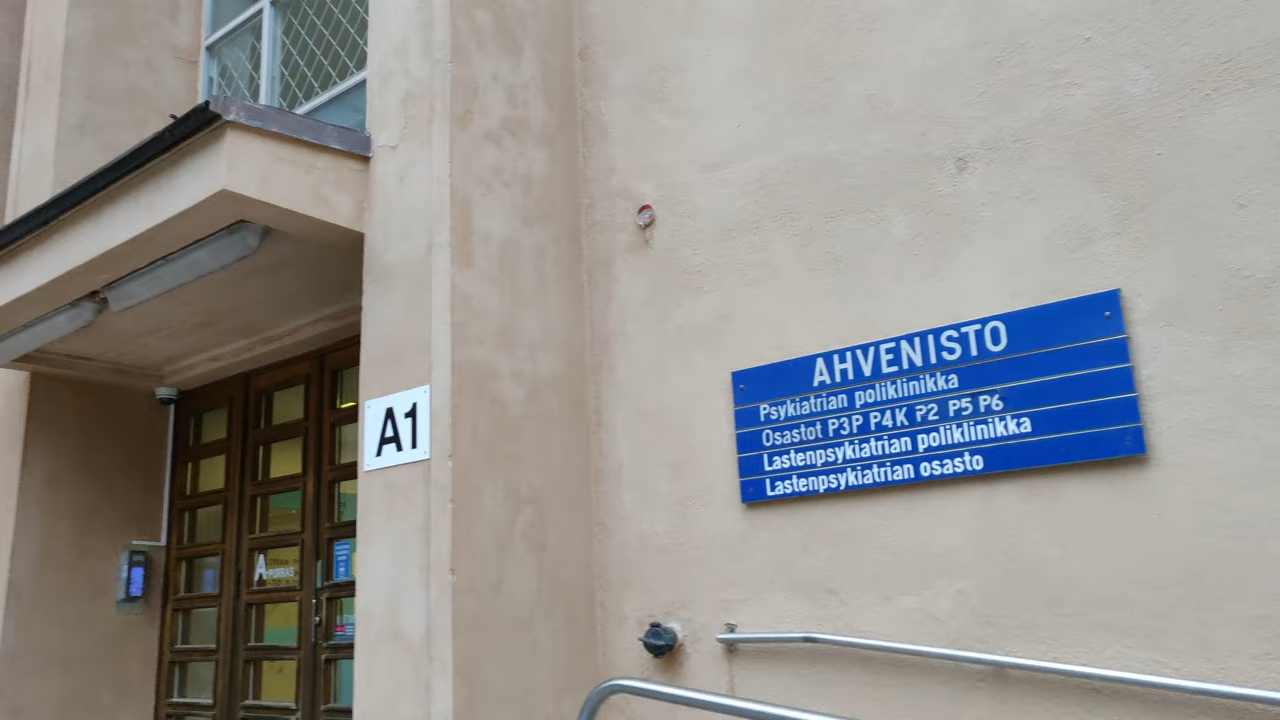 A1
AHVENISTO
Psykiatrian poliklinikka
Osastot P3P P4K P2 P5 P6
Lastenpsykiatrian poliklinikka
Lastenpsykiatrian osasto